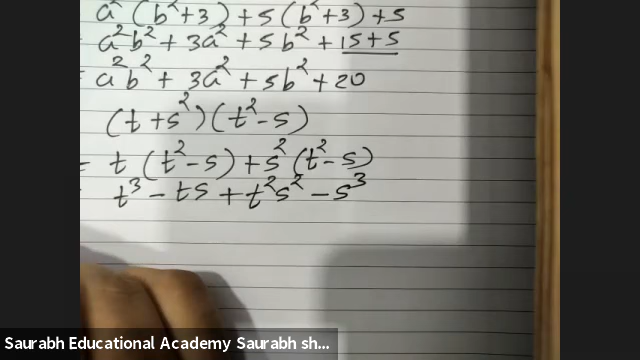 a² (b²+3) + 5 (b²+3) + 5
= a²b² + 3a² + 5b² + 15+5
= a²b² + 3a² + 5b² + 20
(t + s²) (t² - s)
= t (t² - s) + s² (t² - s)
t³ - ts + t²s² - s³
Saurabh Educational Academy Saurabh sh...